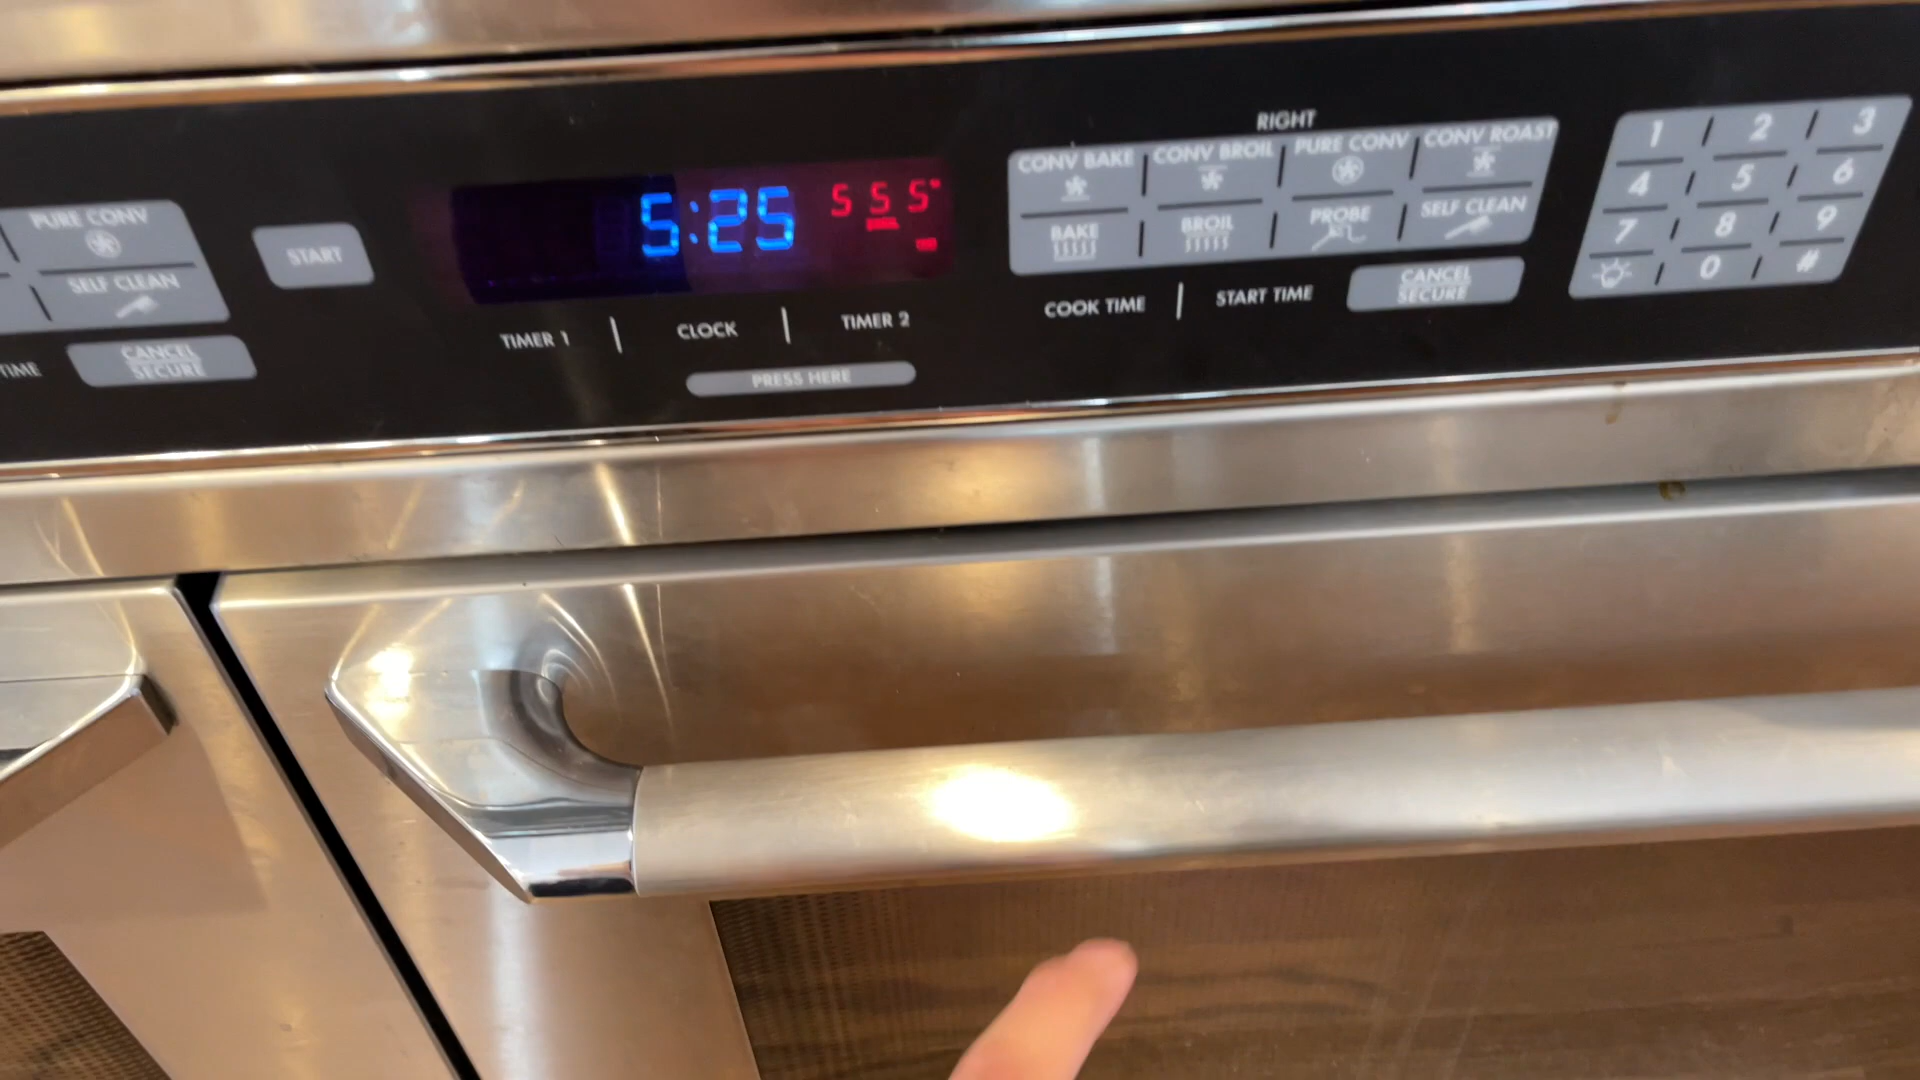 RIGHT
PURE CONV
SELF CLEAN
TIME
CANCEL
SECURE
START
5:25
555°
TIMER 1 | CLOCK | TIMER 2
PRESS HERE
CONV BAKE CONV BROIL PURE CONV CONV ROAST
BAKE BROIL PROBE SELF CLEAN
COOK TIME | START TIME
CANCEL
SECURE
1 2 3
4 5 6
7 8 9
0 #